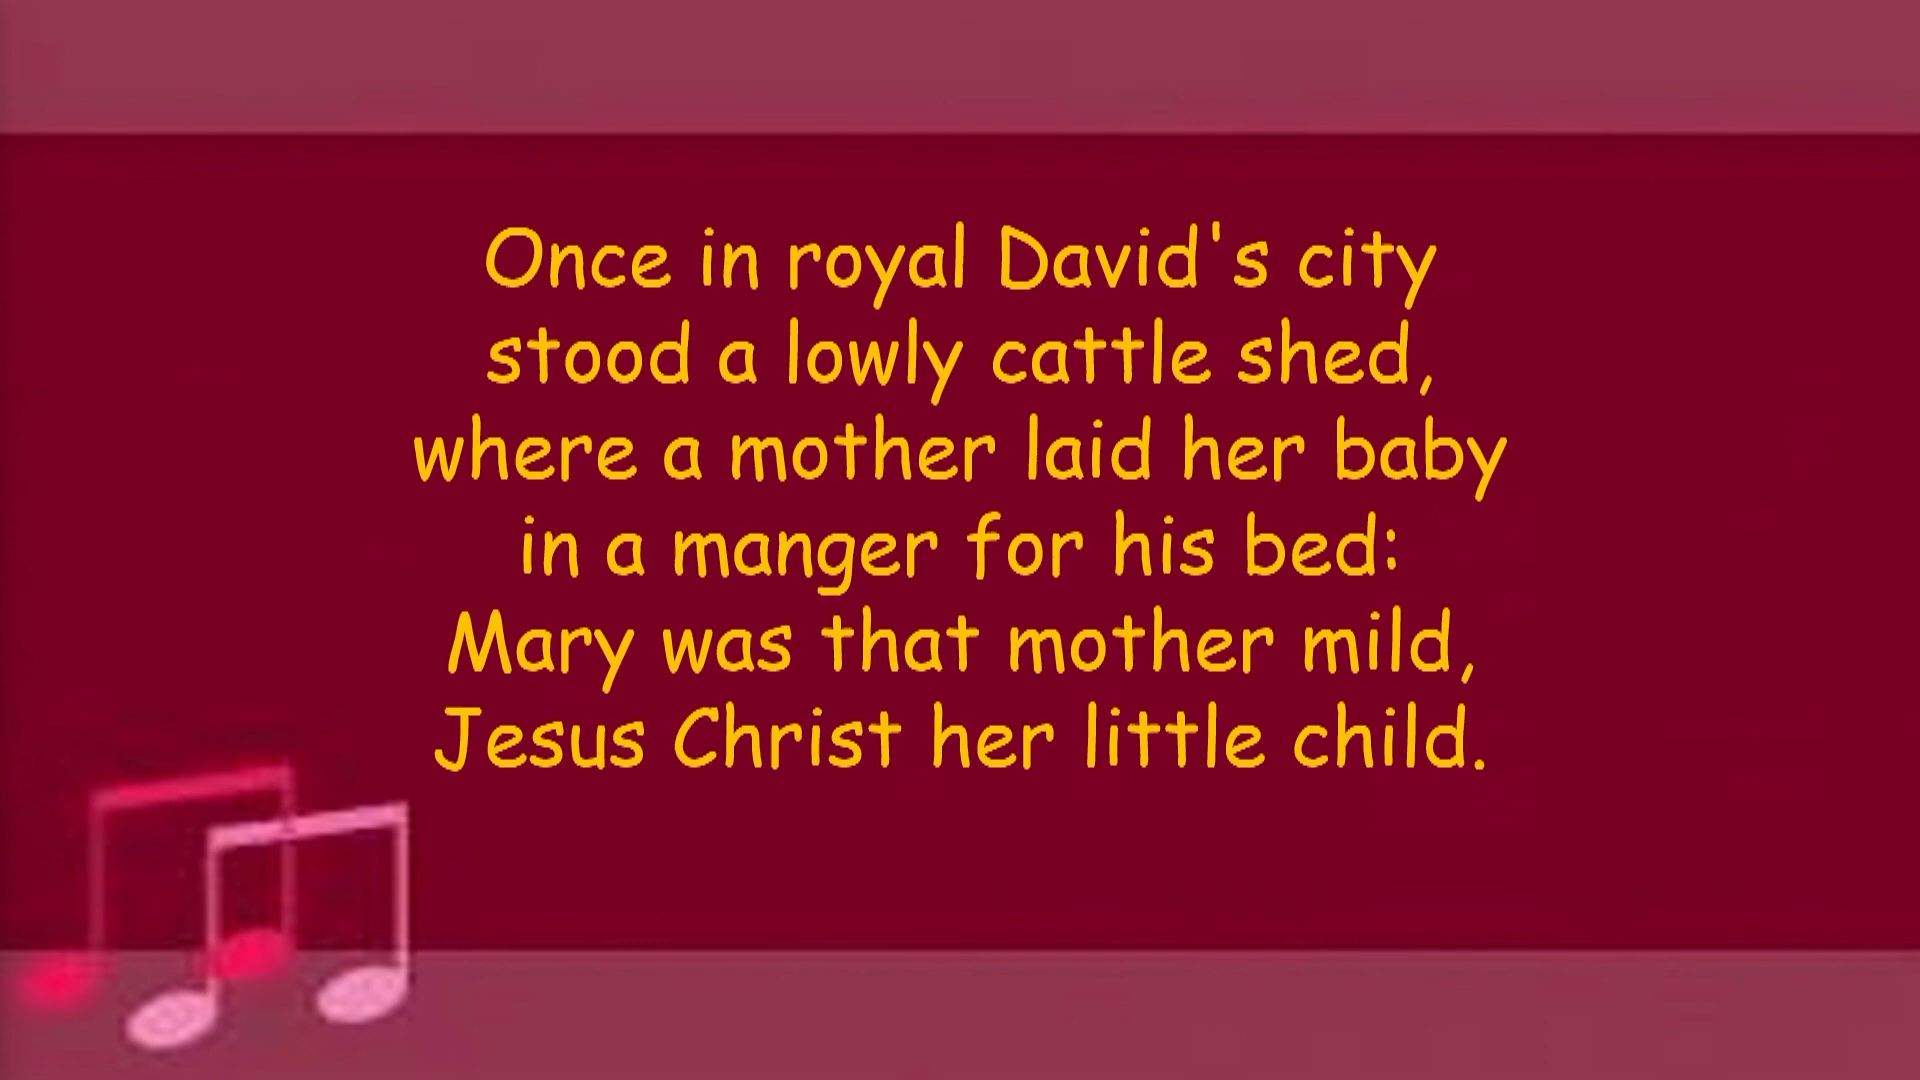 Once in royal David's city
stood a lowly cattle shed,
where a mother laid her baby
in a manger for his bed:
Mary was that mother mild,
Jesus Christ her little child.